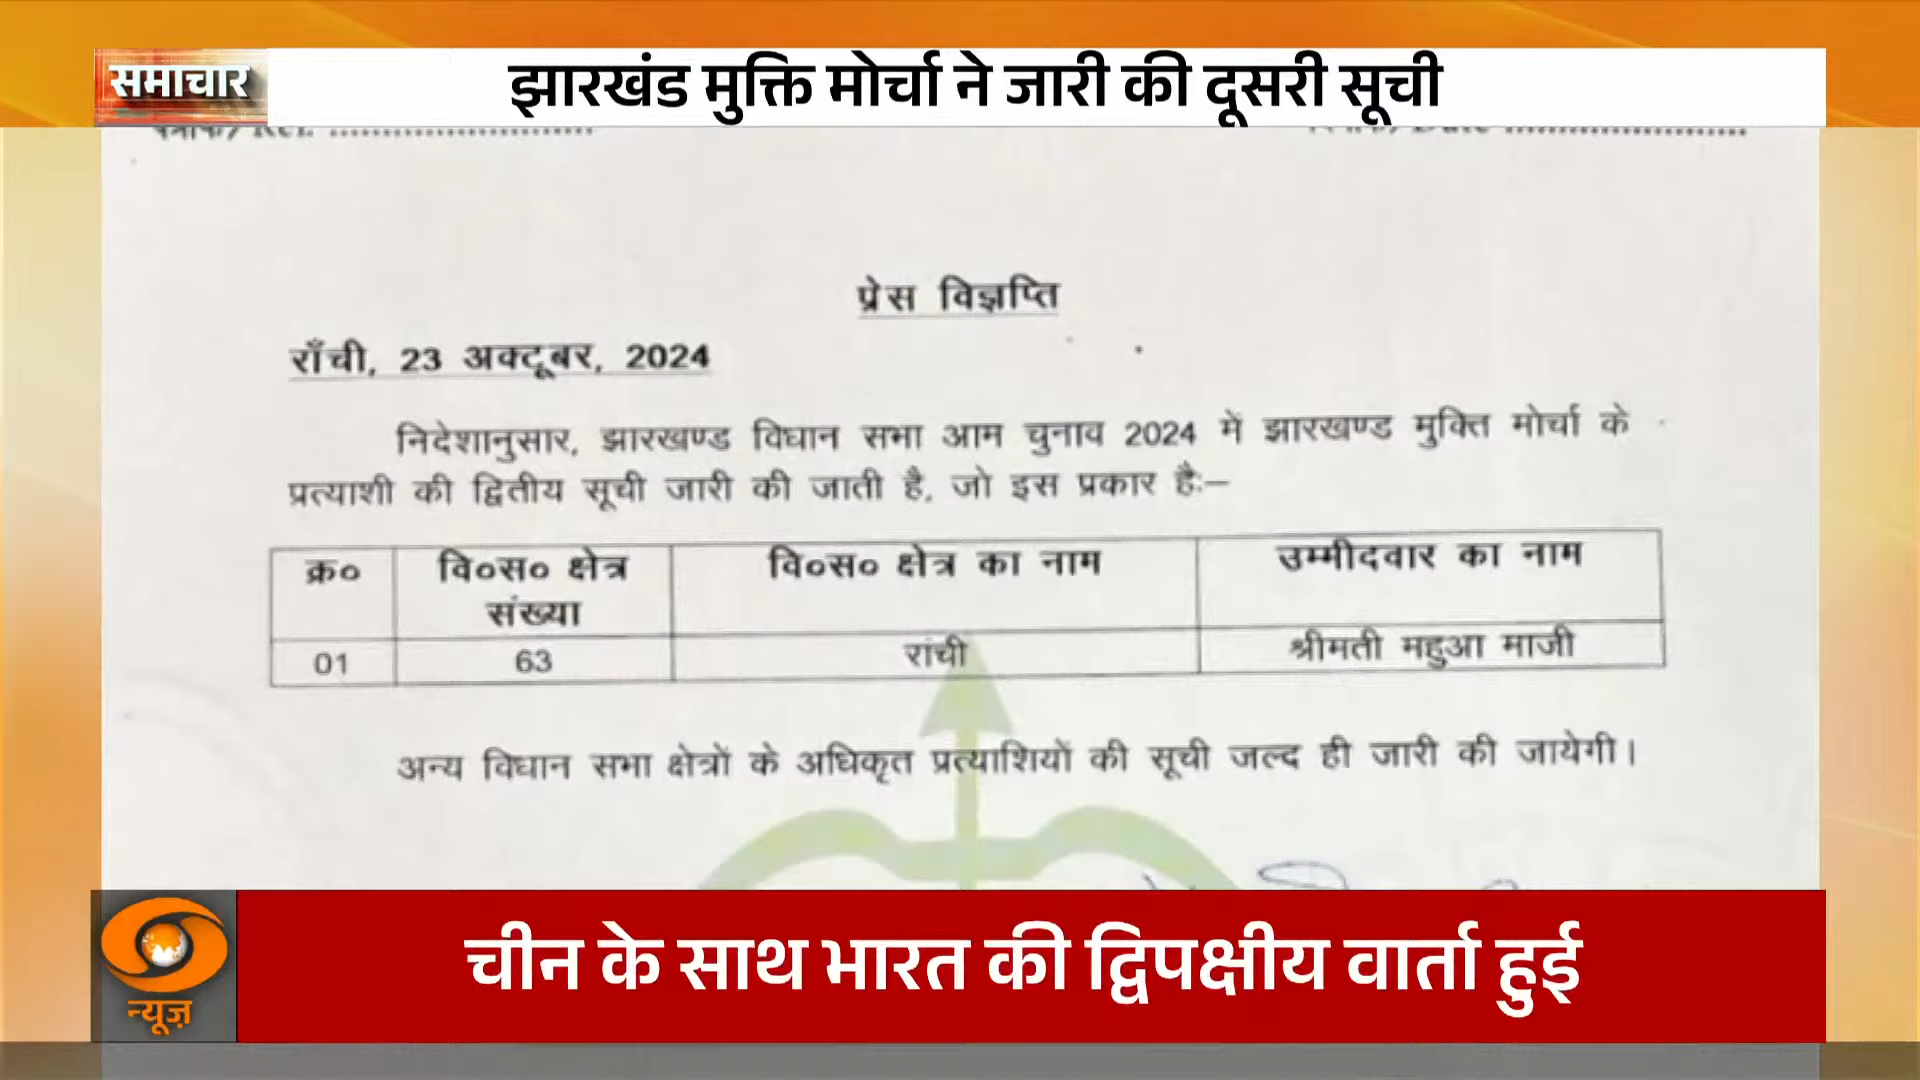 समाचार
झारखंड मुक्ति मोर्चा ने जारी की दूसरी सूची
प्रेस विज्ञप्ति
राँची, 23 अक्टूबर, 2024
निदेशानुसार, झारखण्ड विधान सभा आम चुनाव 2024 में झारखण्ड मुक्ति मोर्चा के
प्रत्याशी की द्वितीय सूची जारी की जाती है, जो इस प्रकार है:–
क्र० वि०स० क्षेत्र संख्या वि०स० क्षेत्र का नाम उम्मीदवार का नाम
01 63 रांची श्रीमती महुआ माजी
अन्य विधान सभा क्षेत्रों के अधिकृत प्रत्याशियों की सूची जल्द ही जारी की जायेगी।
न्यूज़
चीन के साथ भारत की द्विपक्षीय वार्ता हुई